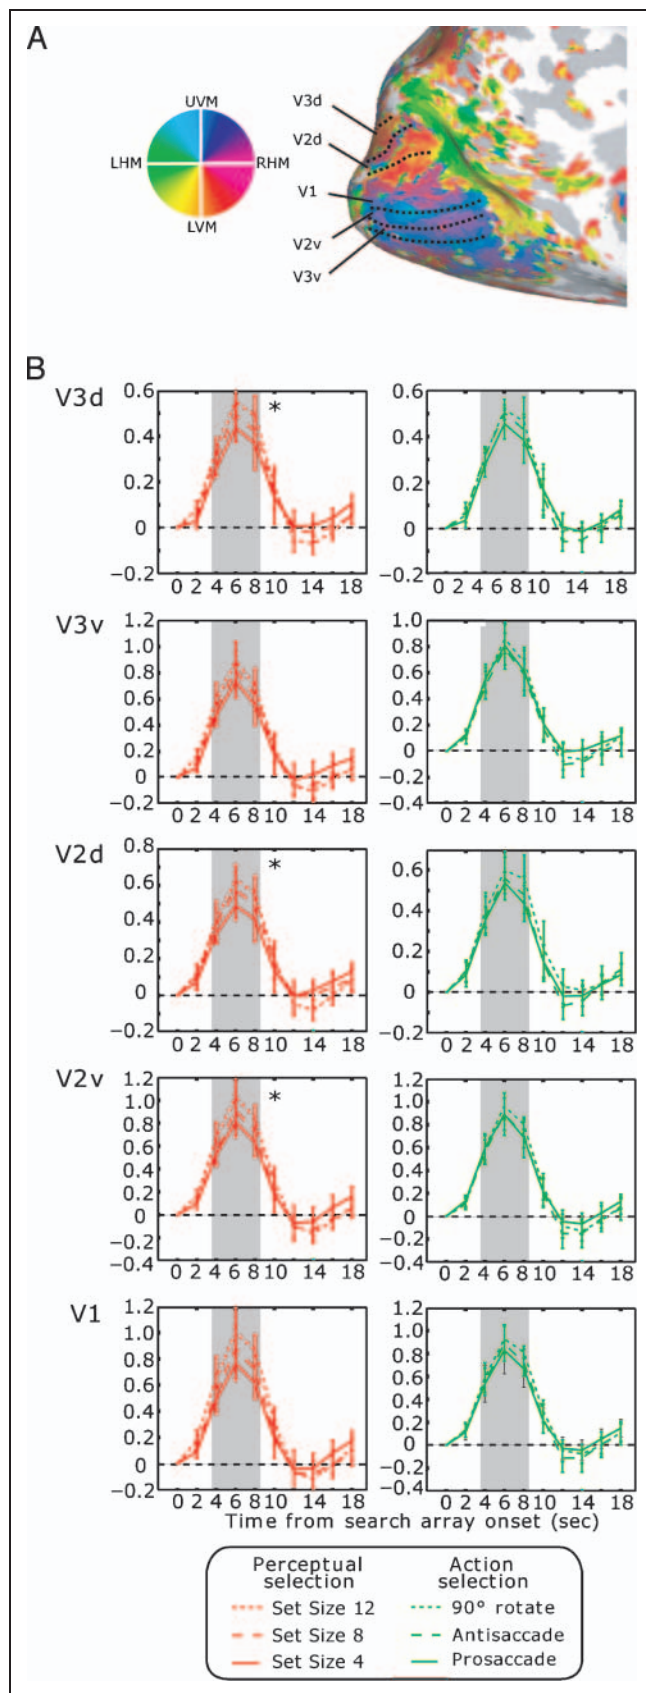 A
UVM
LHM
RHM
LVM
V3d
V2d
V1
V2v
V3v
B
V3d
0.6
0.4
0.2
0
−0.2
*
0 2 4 6 8 10 14 18
0.6
0.4
0.2
0
−0.2
0 2 4 6 8 10 14 18
V3v
1.2
1.0
0.8
0.6
0.4
0.2
0
−0.2
0 2 4 6 8 10 14 18
1.0
0.8
0.6
0.4
0.2
0
−0.2
−0.4
0 2 4 6 8 10 14 18
V2d
0.8
0.6
0.4
0.2
0
−0.2
*
0 2 4 6 8 10 14 18
0.6
0.4
0.2
0
−0.2
0 2 4 6 8 10 14 18
V2v
1.2
1.0
0.8
0.6
0.4
0.2
0
−0.2
−0.4
*
0 2 4 6 8 10 14 18
1.0
0.8
0.6
0.4
0.2
0
−0.2
−0.4
0 2 4 6 8 10 14 18
V1
1.2
1.0
0.8
0.6
0.4
0.2
0
−0.2
0 2 4 6 8 10 14 18
1.0
0.8
0.6
0.4
0.2
0
−0.2
−0.4
0 2 4 6 8 10 14 18
Time from search array onset (sec)
Perceptual selection
Set Size 12
Set Size 8
Set Size 4
Action selection
90° rotate
Antisaccade
Prosaccade